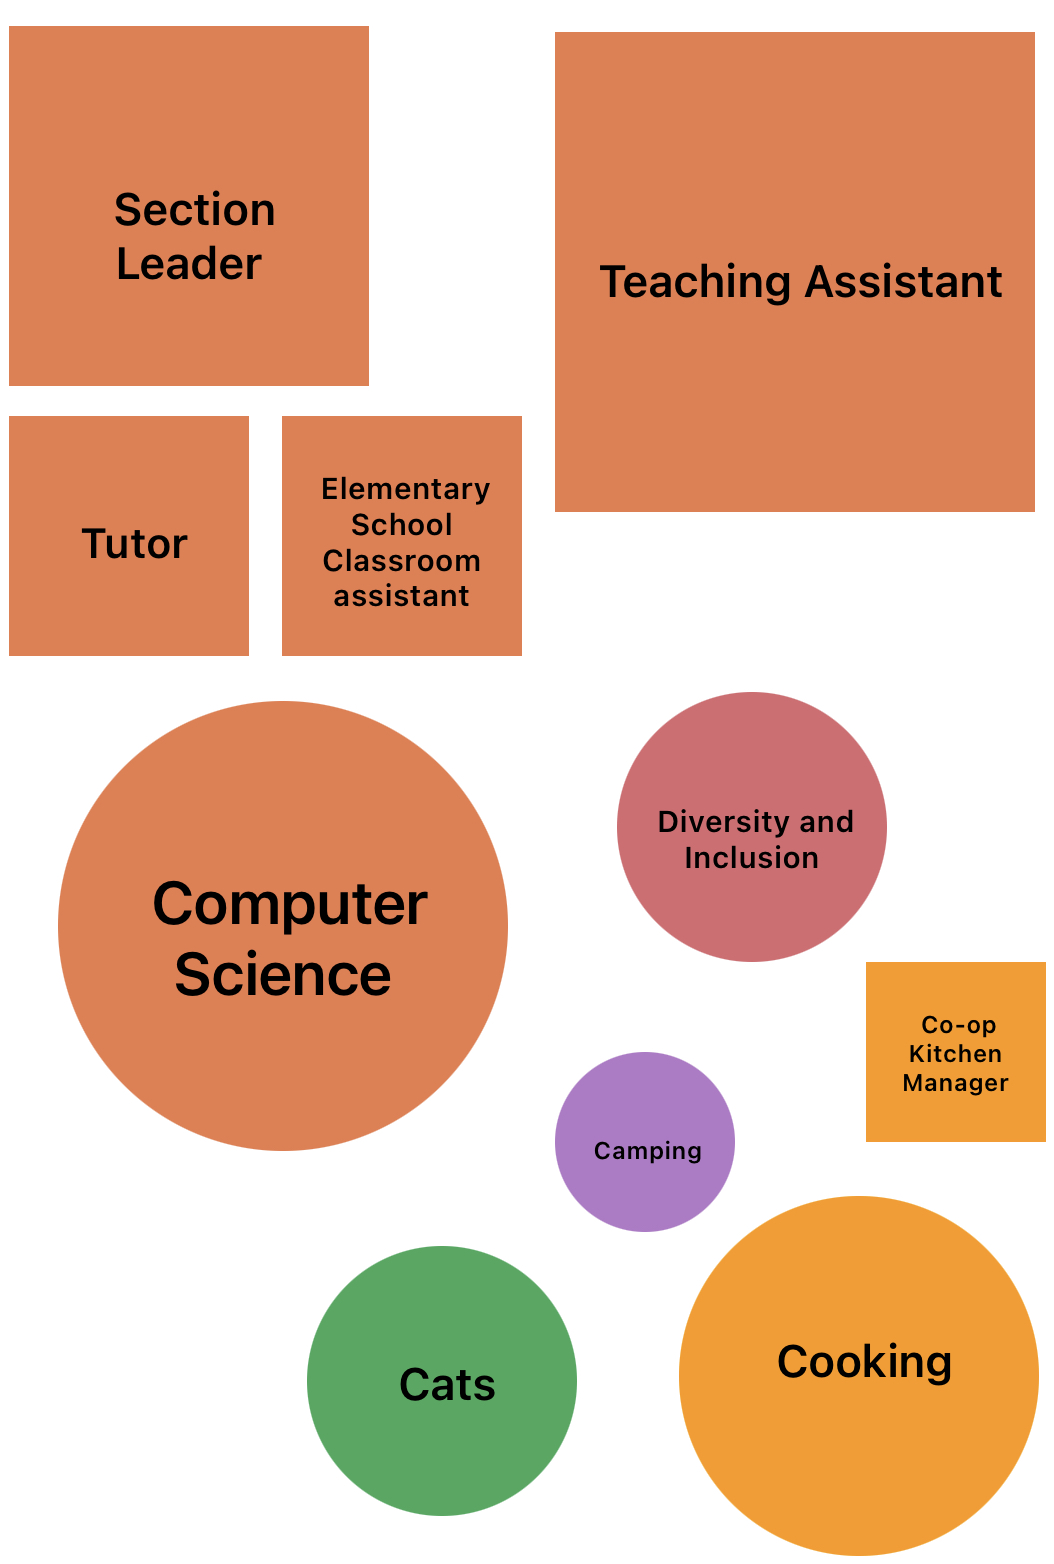 Section
Leader
Teaching Assistant
Tutor
Elementary
School
Classroom
assistant
Computer
Science
Diversity and
Inclusion
Co-op
Kitchen
Manager
Camping
Cats
Cooking